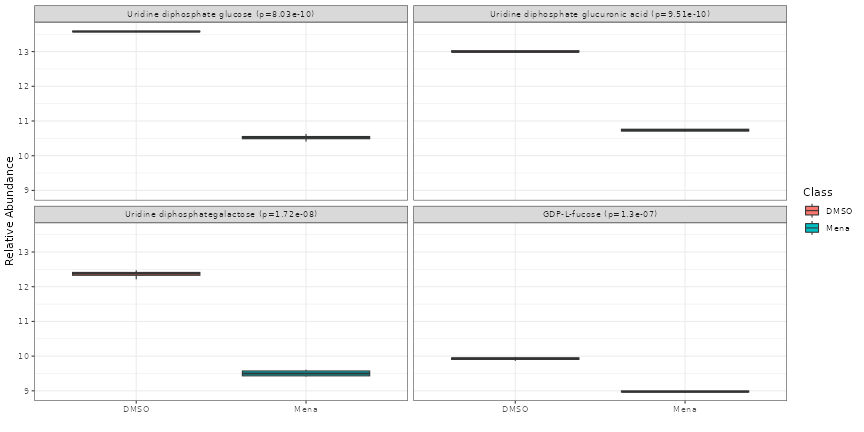 Uridine diphosphate glucose (p=8.03e-10)
Uridine diphosphate glucuronic acid (p=9.51e-10)
13
12
11
10
9
Uridine diphosphategalactose (p=1.72e-08)
GDP-L-fucose (p=1.3e-07)
13
12
11
10
9
DMSO
Mena
DMSO
Mena
Relative Abundance
Class
DMSO
Mena